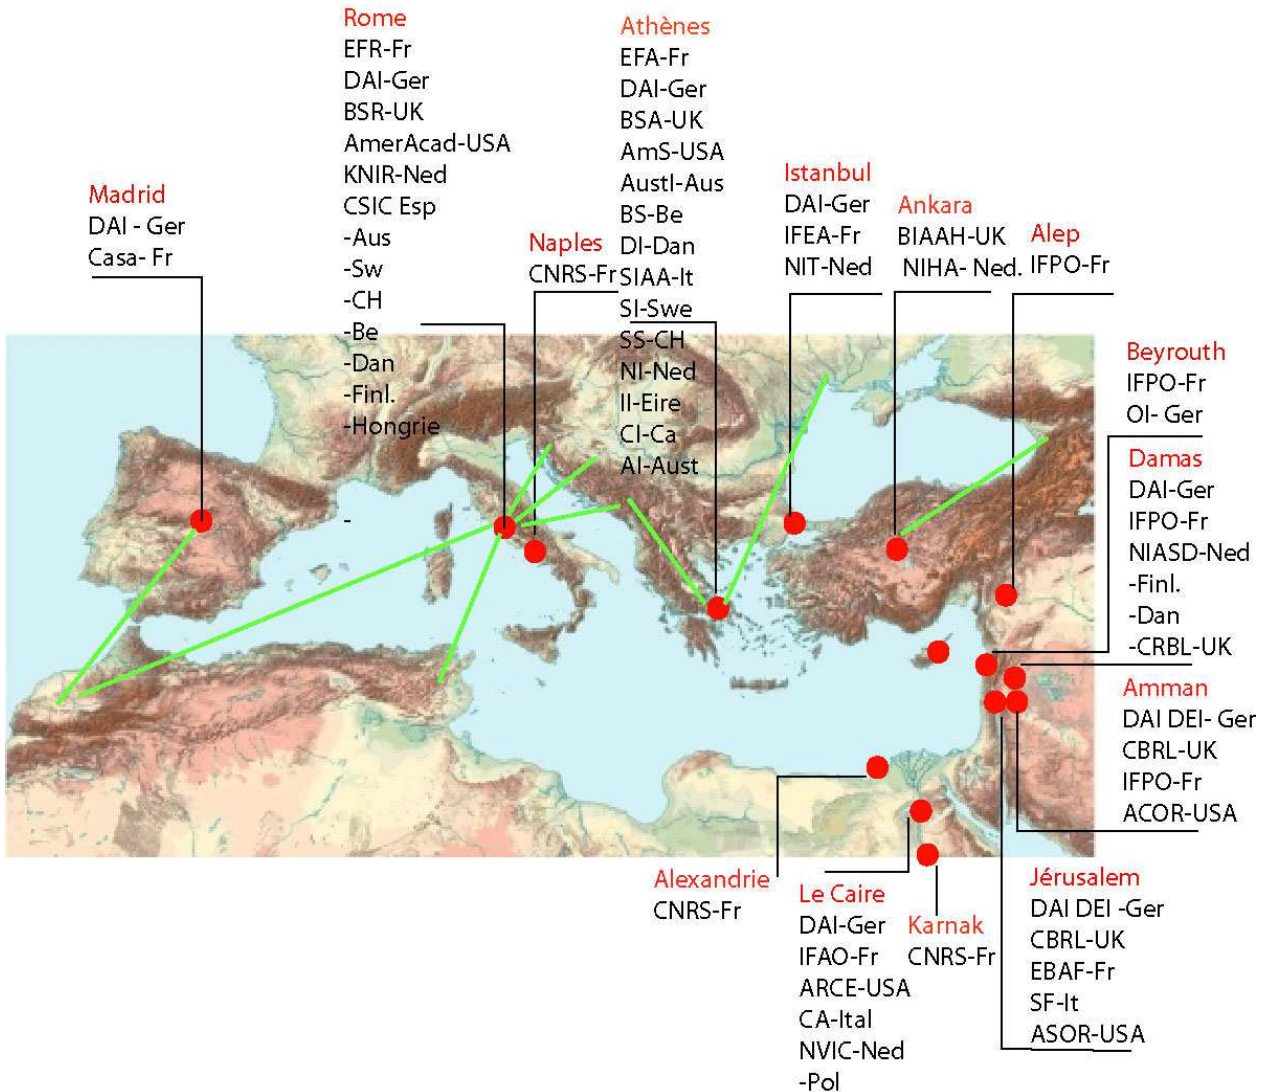 Rome
EFR-Fr
DAI-Ger
BSR-UK
AmerAcad-USA
KNIR-Ned
CSIC Esp
-Aus
-Sw
-CH
-Be
-Dan
-Finl.
-Hongrie
-
Athènes
EFA-Fr
DAI-Ger
BSA-UK
AmS-USA
AustI-Aus
BS-Be
DI-Dan
SIAA-It
SI-Swe
SS-CH
NI-Ned
II-Eire
CI-Ca
AI-Aust
Madrid
DAI - Ger
Casa- Fr
Naples
CNRS-Fr
Istanbul
DAI-Ger
IFEA-Fr
NIT-Ned
Ankara
BIAAH-UK
NIHA- Ned.
Alep
IFPO-Fr
Beyrouth
IFPO-Fr
OI- Ger
Damas
DAI-Ger
IFPO-Fr
NIASD-Ned
-Finl.
-Dan
-CRBL-UK
Amman
DAI DEI- Ger
CBRL-UK
IFPO-Fr
ACOR-USA
Alexandrie
CNRS-Fr
Le Caire
DAI-Ger
IFAO-Fr
ARCE-USA
CA-Ital
NVIC-Ned
-Pol
Karnak
CNRS-Fr
Jérusalem
DAI DEI -Ger
CBRL-UK
EBAF-Fr
SF-It
ASOR-USA